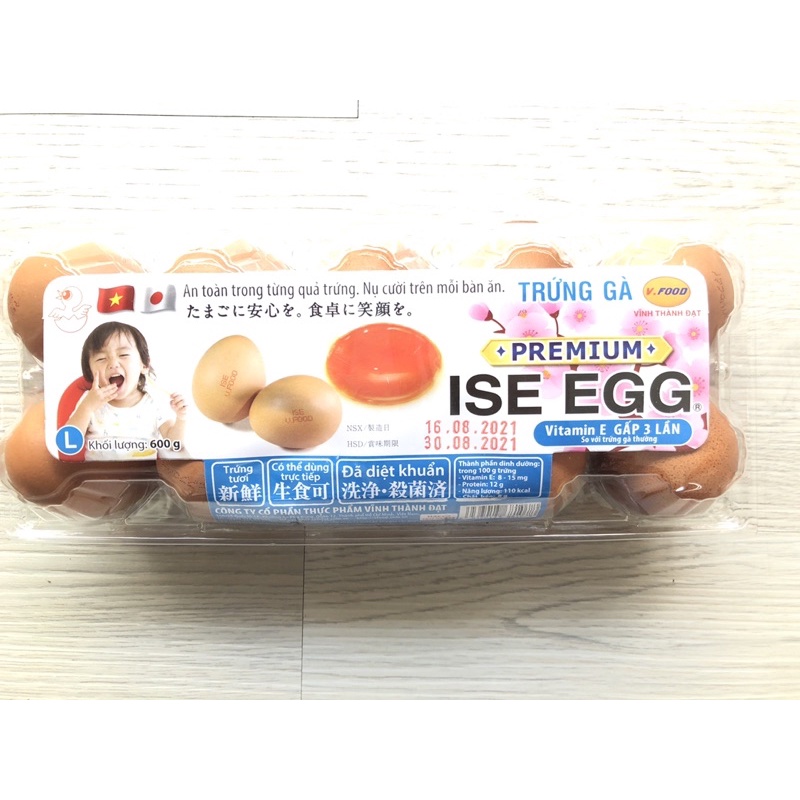 An toàn trong từng quả trứng. Nụ cười trên mỗi bàn ăn.
たまごに安心を。食卓に笑顔を。
TRỨNG GÀ
V.FOOD
VĨNH THÀNH ĐẠT
PREMIUM
ISE EGG®
Vitamin E GẤP 3 LẦN
So với trứng gà thường
ISE
V.FOOD
ISE
V.FOOD
NSX/製造日 16.08.2021
HSD/賞味期限 30.08.2021
L Khối lượng: 600 g
Trứng tươi
新鮮
Có thể dùng trực tiếp
生食可
Đã diệt khuẩn
洗浄・殺菌済
Thành phần dinh dưỡng:
trong 100 g trứng
- Vitamin E: 8 - 15 mg
- Protein: 12 g
- Năng lượng: 110 kcal
CÔNG TY CỔ PHẦN THỰC PHẨM VĨNH THÀNH ĐẠT